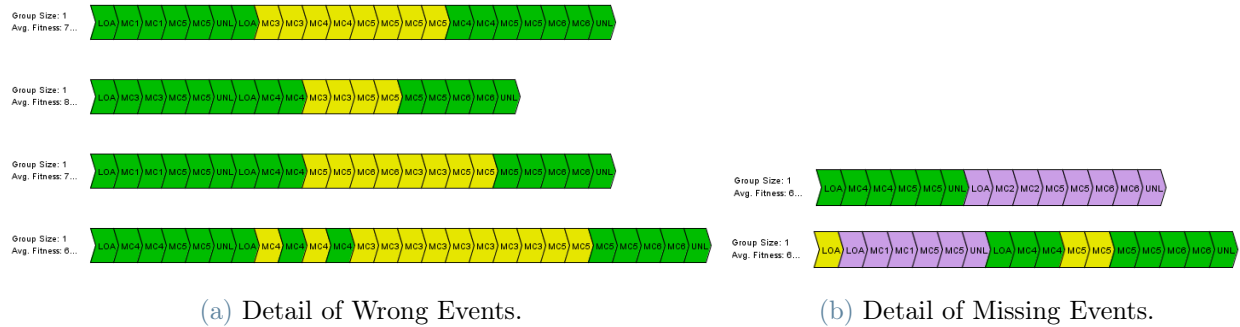 Group Size: 1
Avg. Fitness: 7...
LOA MC1 MC1 MC5 MC5 UNL LOA MC3 MC3 MC4 MC4 MC4 MC5 MC5 MC5 MC4 MC4 MC5 MC5 MC6 MC6 UNL
Group Size: 1
Avg. Fitness: 8...
LOA MC3 MC3 MC5 MC5 UNL LOA MC4 MC4 MC3 MC3 MC5 MC5 MC5 MC5 MC6 MC6 UNL
Group Size: 1
Avg. Fitness: 7...
LOA MC1 MC1 MC5 MC5 UNL LOA MC4 MC4 MC5 MC5 MC6 MC6 MC3 MC3 MC5 MC5 MC5 MC5 MC6 MC6 UNL
Group Size: 1
Avg. Fitness: 6...
LOA MC4 MC4 MC5 MC5 UNL LOA MC4 MC4 MC4 MC4 MC3 MC3 MC3 MC3 MC3 MC3 MC5 MC5 MC5 MC5 MC5 MC5 MC6 MC6 UNL
(a) Detail of Wrong Events.
Group Size: 1
Avg. Fitness: 6...
LOA MC4 MC4 MC5 MC5 UNL LOA MC2 MC2 MC5 MC5 MC6 MC6 UNL
Group Size: 1
Avg. Fitness: 6...
LOA LOA MC1 MC1 MC5 MC5 UNL LOA MC4 MC4 MC5 MC5 MC5 MC5 MC6 MC6 UNL
(b) Detail of Missing Events.